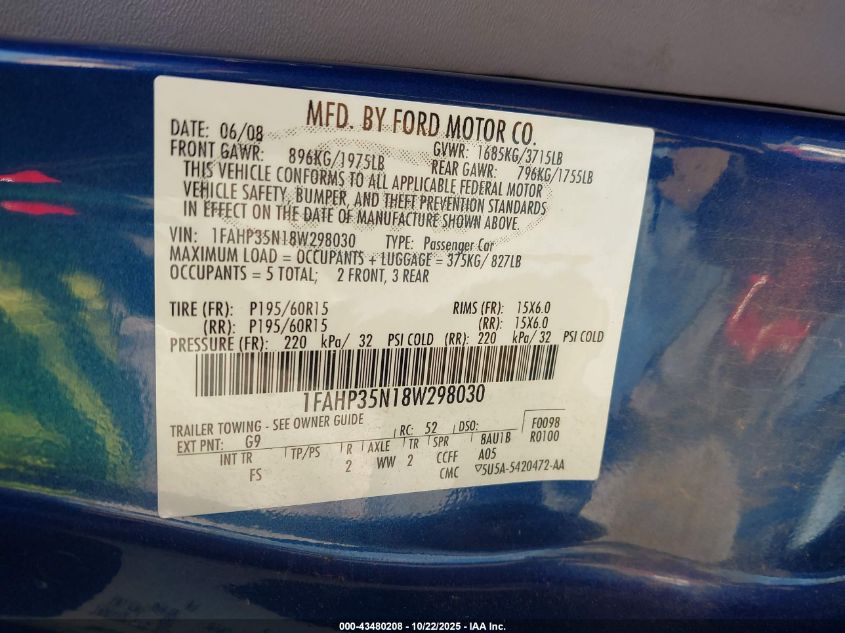 MFD. BY FORD MOTOR CO.
DATE: 06/08 GVWR: 1685KG/3715LB
FRONT GAWR: 896KG/1975LB REAR GAWR: 796KG/1755LB
THIS VEHICLE CONFORMS TO ALL APPLICABLE FEDERAL MOTOR
VEHICLE SAFETY, BUMPER, AND THEFT PREVENTION STANDARDS
IN EFFECT ON THE DATE OF MANUFACTURE SHOWN ABOVE.
VIN: 1FAHP35N18W298030 TYPE: Passenger Car
MAXIMUM LOAD = OCCUPANTS + LUGGAGE = 375KG/ 827LB
OCCUPANTS = 5 TOTAL; 2 FRONT, 3 REAR
TIRE (FR): P195/60R15 RIMS (FR): 15X6.0
(RR): P195/60R15 (RR): 15X6.0
PRESSURE (FR): 220 kPa/ 32 PSI COLD (RR): 220 kPa/ 32 PSI COLD
1FAHP35N18W298030
TRAILER TOWING - SEE OWNER GUIDE
EXT PNT: G9 RC: 52 DSO: F0098
R0100
INT TR TP/PS R AXLE TR SPR 8AU1B
FS 2 WW 2 CCFF A05
CMC 5U5A-5420472-AA
000-43480208 - 10/22/2025 - IAA Inc.